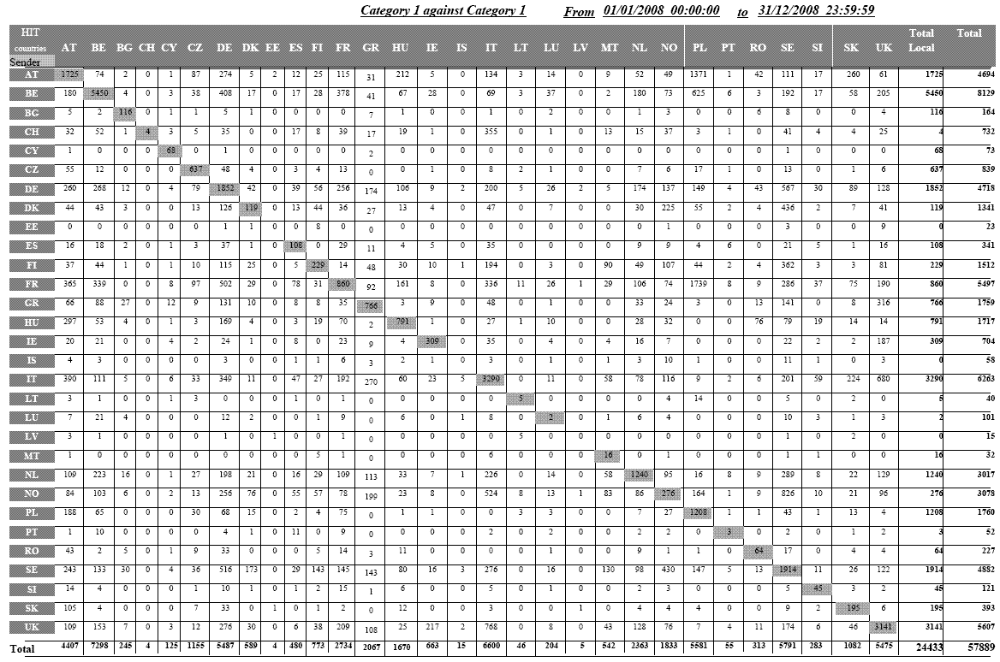 Category 1 against Category 1 From 01/01/2008 00:00:00 to 31/12/2008 23:59:59
HIT countries AT BE BG CH CY CZ DE DK EE ES FI FR GR HU IE IS IT LT LU LV MT NL NO PL PT RO SE SI SK UK Total Local Total
Sender
AT 1725 74 2 0 1 87 274 5 2 12 25 115 31 212 5 0 134 3 14 0 9 52 49 1371 1 42 111 17 260 61 1725 4694
BE 180 5450 4 0 3 38 408 17 0 17 28 378 41 67 28 0 69 3 37 0 2 180 73 625 6 3 192 17 58 205 5450 8129
BG 5 2 116 0 1 1 5 1 0 0 0 0 7 1 0 0 1 0 2 0 0 1 3 0 0 6 8 0 0 4 116 164
CH 32 52 1 4 3 5 35 0 0 17 8 39 17 19 1 0 355 0 1 0 13 15 37 3 1 0 41 4 4 25 4 732
CY 1 0 0 0 68 0 1 0 0 0 0 0 2 0 0 0 0 0 0 0 0 0 0 0 0 0 1 0 0 0 68 73
CZ 55 12 0 0 0 637 48 4 0 3 4 13 0 0 1 0 8 2 1 0 0 7 6 17 1 0 13 0 1 6 637 839
DE 260 268 12 0 4 79 1852 42 0 39 56 256 174 106 9 2 200 5 26 2 5 174 137 149 4 43 567 30 89 128 1852 4718
DK 44 43 3 0 0 13 126 119 0 13 44 36 27 13 4 0 47 0 7 0 0 30 225 55 2 4 436 2 7 41 119 1341
EE 0 0 0 0 0 0 1 1 0 0 8 0 0 0 0 0 0 0 0 0 0 0 1 0 0 0 3 0 0 9 0 23
ES 16 18 2 0 1 3 37 1 0 108 0 29 11 4 5 0 35 0 0 0 0 9 9 4 6 0 21 5 1 16 108 341
FI 37 44 1 0 1 10 115 25 0 5 229 29 48 30 10 1 194 0 3 0 90 49 107 44 2 4 362 3 3 81 229 1512
FR 365 339 0 0 8 97 502 29 0 78 31 860 92 161 8 0 336 11 26 1 29 106 74 1739 8 9 286 37 75 190 860 5497
GR 66 88 27 0 12 9 131 10 0 8 8 35 766 3 9 0 48 0 1 0 0 33 24 3 0 13 141 0 8 316 766 1759
HU 297 53 4 0 1 3 169 4 0 3 19 70 2 791 1 0 27 1 10 0 0 28 32 0 0 76 79 19 14 14 791 1717
IE 20 21 0 0 4 2 24 1 0 8 0 23 9 4 309 0 35 0 4 0 4 16 7 0 0 0 22 2 2 187 309 704
IS 4 3 0 0 0 0 3 0 0 1 1 6 3 2 1 0 3 0 1 0 1 3 10 1 0 0 11 1 0 3 0 58
IT 390 111 5 0 6 33 349 11 0 47 27 192 270 60 23 5 3290 0 11 0 58 78 116 9 2 6 201 59 224 680 3290 6263
LT 3 1 0 0 1 3 0 0 0 1 0 1 0 0 0 0 0 5 0 0 0 0 4 14 0 0 5 0 2 0 5 40
LU 7 21 4 0 0 0 12 2 0 0 1 9 0 6 0 1 8 0 2 0 1 6 4 0 0 0 10 3 1 3 2 101
LV 3 1 0 0 0 0 1 0 1 0 0 1 0 0 0 0 0 5 0 0 0 0 0 0 0 0 1 0 2 0 0 15
MT 1 0 0 0 0 0 0 0 0 0 5 1 0 0 0 0 6 0 0 0 16 0 1 0 0 0 1 1 0 0 16 32
NL 109 223 16 0 1 27 198 21 0 16 29 109 113 33 7 1 226 0 14 0 58 1240 95 16 8 9 289 8 22 129 1240 3017
NO 84 103 6 0 2 13 256 76 0 55 57 78 199 23 8 0 524 8 13 1 83 86 276 164 1 9 826 10 21 96 276 3078
PL 188 65 0 0 0 30 68 15 0 2 4 75 0 1 1 0 0 3 3 0 0 7 27 1208 1 1 43 1 13 4 1208 1760
PT 1 10 0 0 0 0 4 1 0 11 0 9 0 0 0 0 2 0 2 0 0 2 2 0 3 0 2 0 1 2 3 52
RO 43 2 5 0 1 9 33 0 0 0 5 14 3 11 0 0 0 0 1 0 0 9 1 1 0 64 17 0 4 4 64 227
SE 243 133 30 0 4 36 516 173 0 29 143 145 143 80 16 3 276 0 16 0 130 98 430 147 5 13 1914 11 26 122 1914 4882
SI 14 4 0 0 0 1 10 1 0 1 2 15 1 6 0 0 5 0 1 0 0 2 3 0 0 0 5 45 3 2 45 121
SK 105 4 0 0 0 7 33 0 1 0 1 2 0 12 0 0 3 0 0 1 0 4 4 4 0 0 9 2 195 6 195 393
UK 109 153 7 0 3 12 276 30 0 6 38 209 108 25 217 2 768 0 8 0 43 128 76 10 4 11 174 6 46 3141 3141 5607
Total 4407 7298 245 4 125 1155 5487 589 4 480 773 2734 2067 1670 663 15 6600 46 204 5 542 2363 1833 5581 55 313 5791 283 1082 5475 24433 57889